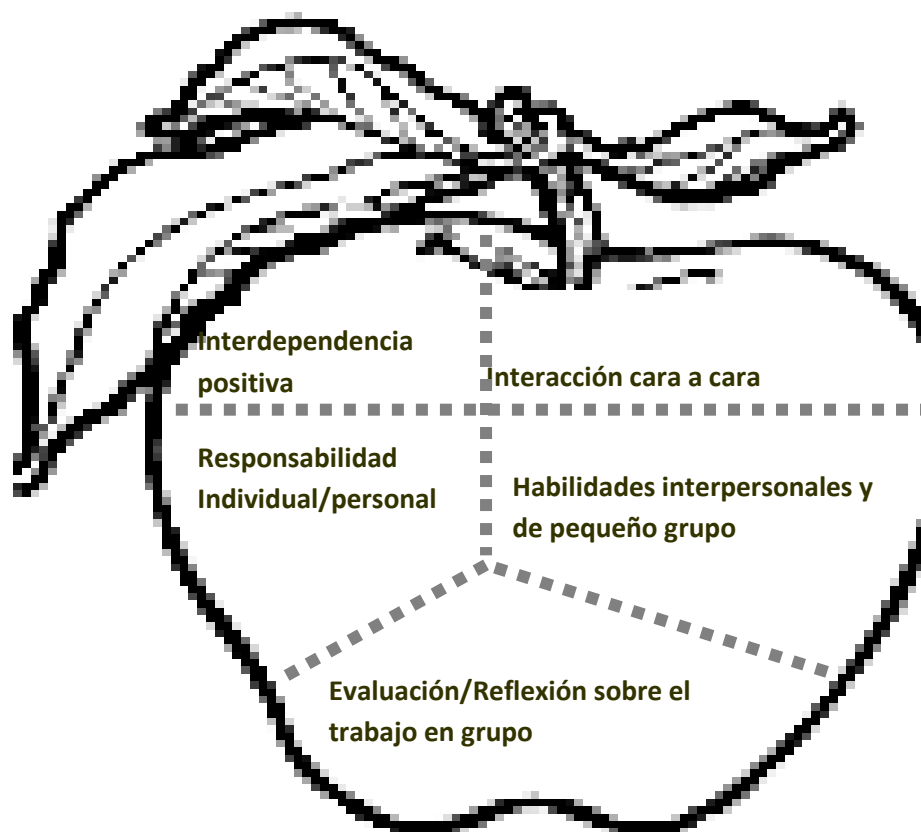 Interdependencia
positiva
Interacción cara a cara
Responsabilidad
Individual/personal
Habilidades interpersonales y
de pequeño grupo
Evaluación/Reflexión sobre el
trabajo en grupo